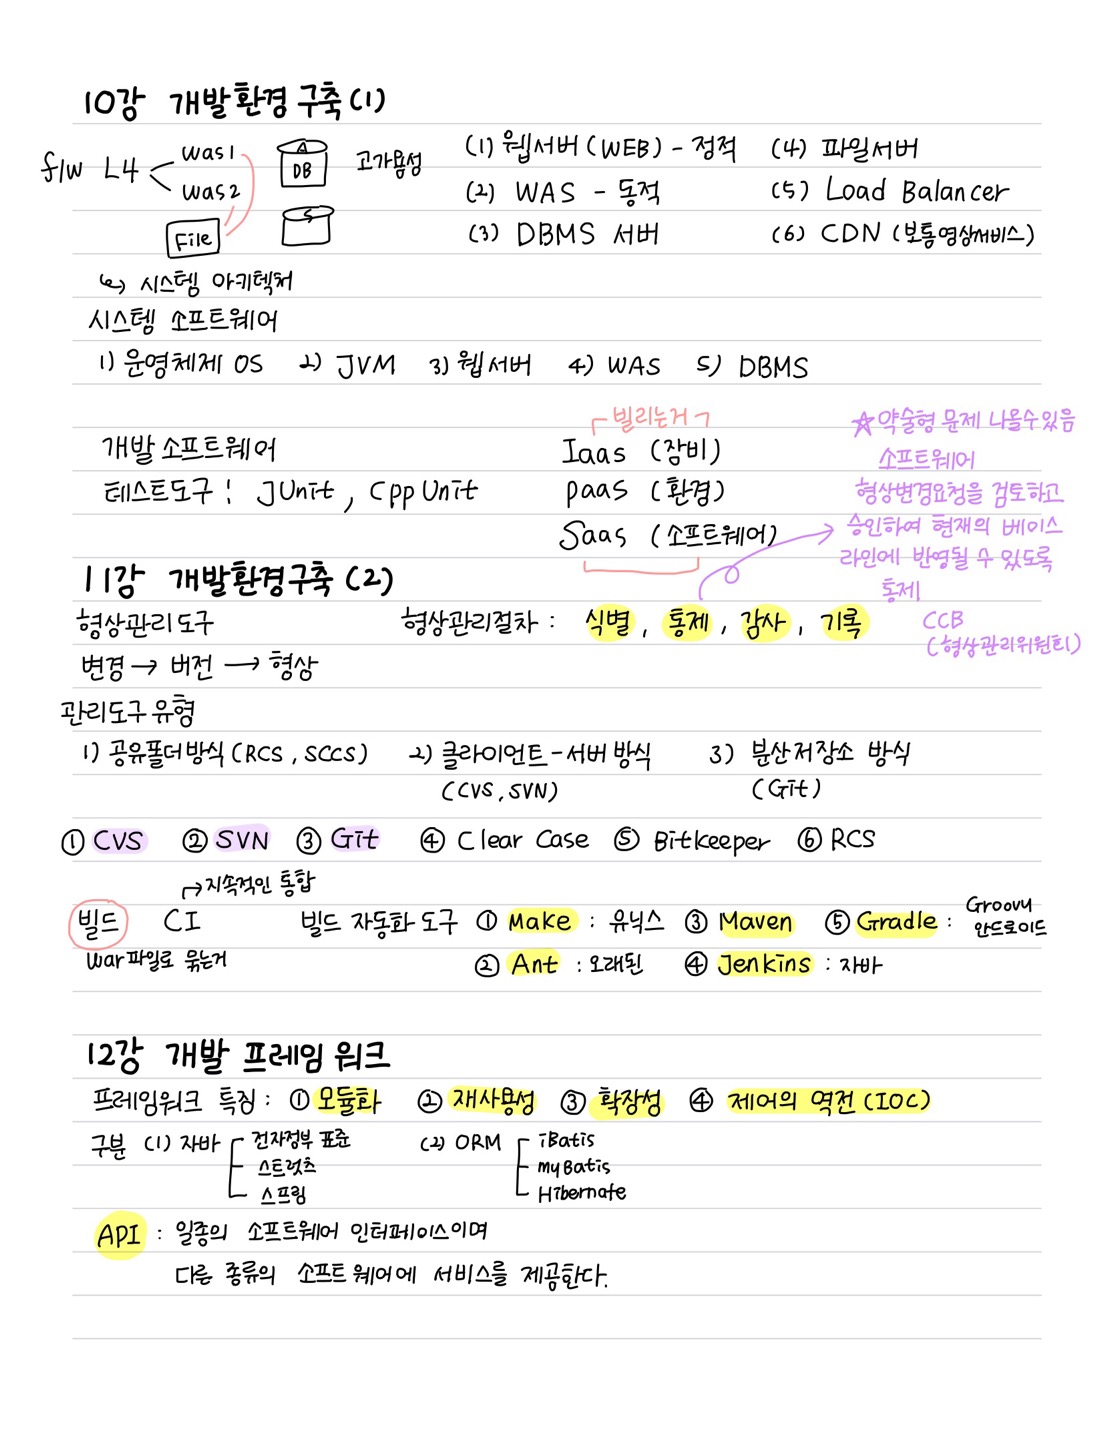 10강 개발환경 구축(1)
f/w L4 was1 was2 File
A DB
S
고가용성
(1) 웹서버(WEB) - 정적 (4) 파일서버
(2) WAS - 동적 (5) Load Balancer
(3) DBMS 서버 (6) CDN (보통영상서비스)
↳ 시스템 아키텍처
시스템 소프트웨어
1) 운영체제 OS 2) JVM 3) 웹서버 4) WAS 5) DBMS
개발 소프트웨어
테스트도구 : JUnit, CppUnit
빌리는거
Iaas (장비)
paas (환경)
Saas (소프트웨어)
☆ 약술형 문제 나올수있음
소프트웨어
형상변경요청을 검토하고
승인하여 현재의 베이스
라인에 반영될 수 있도록
통제
CCB
(형상관리위원회)
11강 개발환경구축(2)
형상관리도구 형상관리절차 : 식별, 통제, 감사, 기록
변경 → 버전 → 형상
관리도구 유형
1) 공유폴더방식(RCS, SCCS) 2) 클라이언트-서버 방식 3) 분산저장소 방식
(CVS, SVN) (Git)
① CVS ② SVN ③ Git ④ Clear Case ⑤ Bitkeeper ⑥ RCS
→ 지속적인 통합
빌드 CI 빌드 자동화 도구 ① Make : 유닉스 ③ Maven ⑤ Gradle : Groovy 안드로이드
war파일로 묶는거 ② Ant : 오래된 ④ Jenkins : 자바
12강 개발 프레임 워크
프레임워크 특징 : ① 모듈화 ② 재사용성 ③ 확장성 ④ 제어의 역전(IOC)
구분 (1) 자바 전자정부 표준 (2) ORM iBatis
스트럿츠 myBatis
스프링 Hibernate
API : 일종의 소프트웨어 인터페이스이며
다른 종류의 소프트웨어에 서비스를 제공한다.